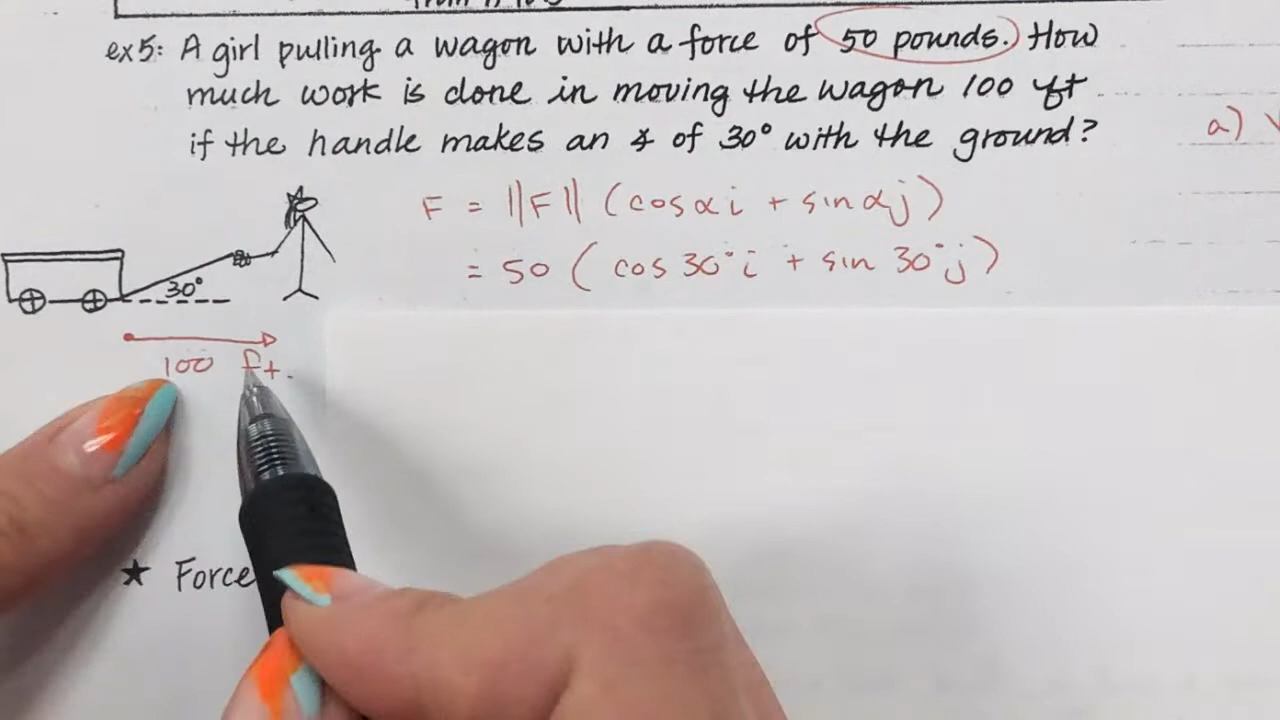 ex5: A girl pulling a wagon with a force of 50 pounds. How
much work is done in moving the wagon 100 ft
if the handle makes an ∡ of 30° with the ground?
a)
F = ||F|| (cosαi + sinαj)
= 50 ( cos 30°i + sin 30°j)
30°
100 ft.
★ Force